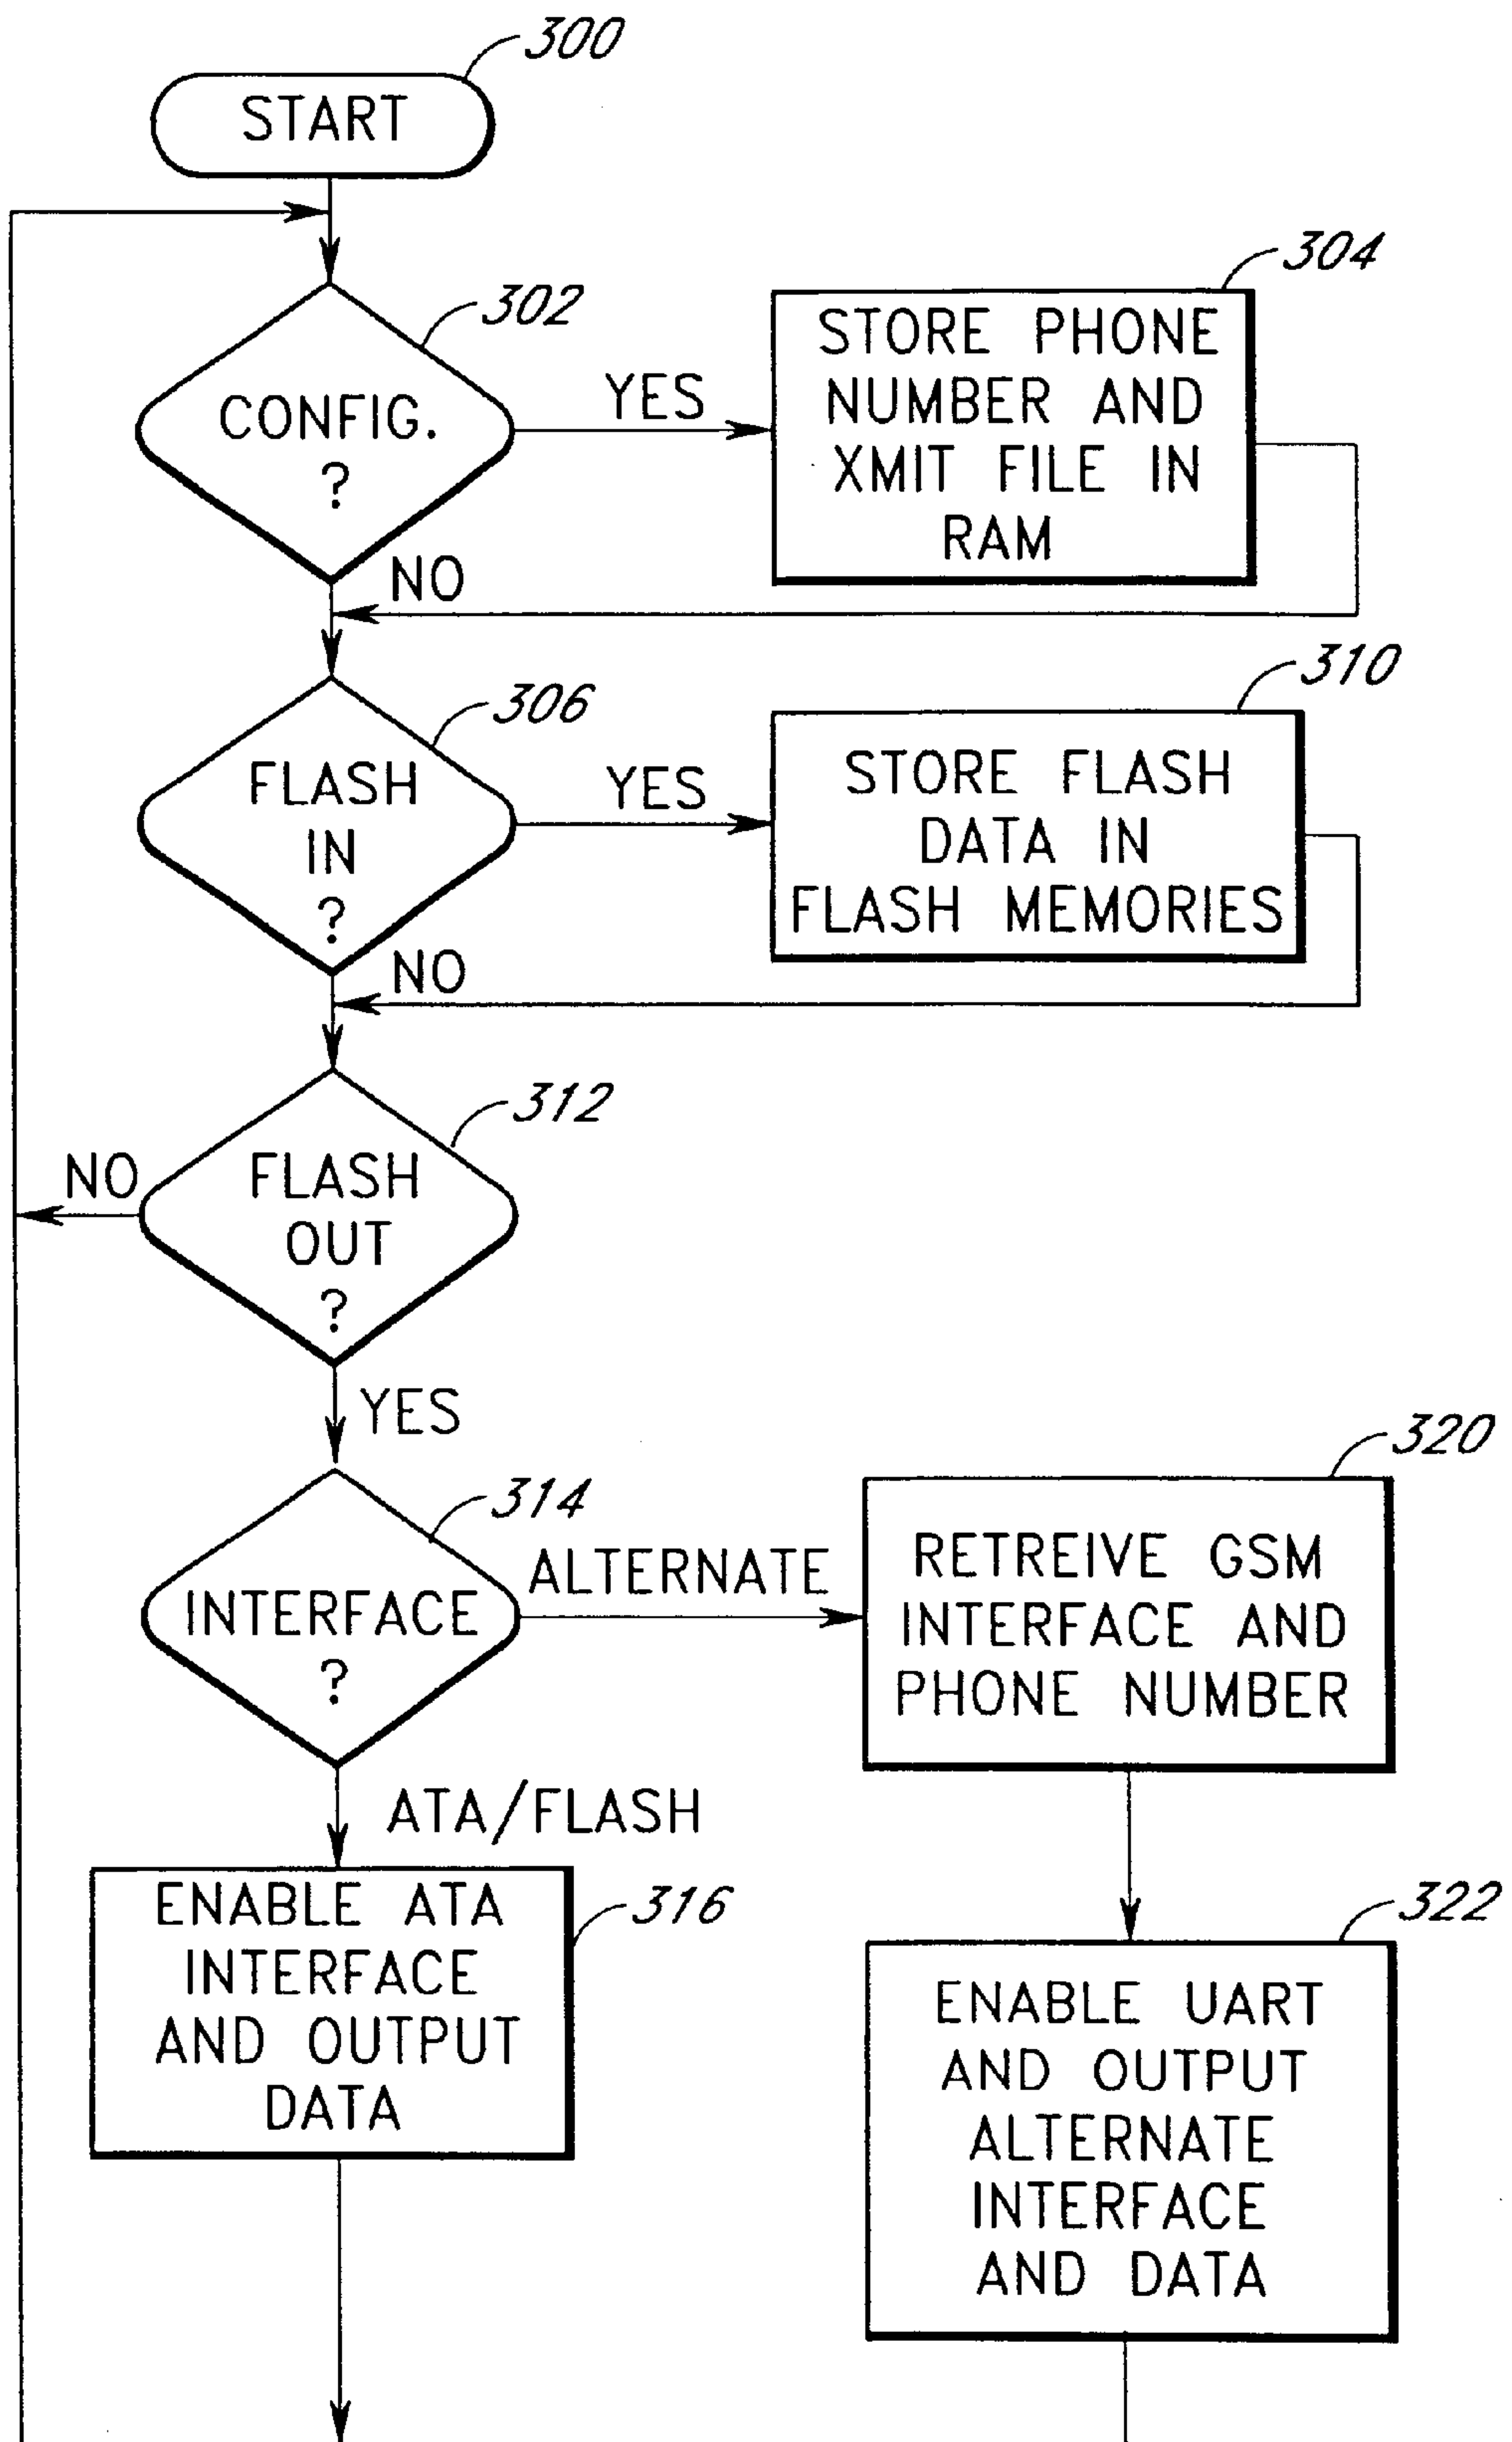 300
START
302
CONFIG.
?
YES
304
STORE PHONE
NUMBER AND
XMIT FILE IN
RAM
NO
306
FLASH
IN
?
YES
310
STORE FLASH
DATA IN
FLASH MEMORIES
NO
312
FLASH
OUT
?
NO
YES
314
INTERFACE
?
ALTERNATE
320
RETREIVE GSM
INTERFACE AND
PHONE NUMBER
ATA/FLASH
316
ENABLE ATA
INTERFACE
AND OUTPUT
DATA
322
ENABLE UART
AND OUTPUT
ALTERNATE
INTERFACE
AND DATA